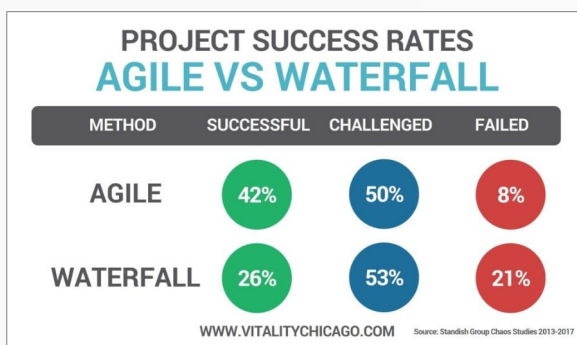 PROJECT SUCCESS RATES
AGILE VS WATERFALL
METHOD SUCCESSFUL CHALLENGED FAILED
AGILE 42% 50% 8%
WATERFALL 26% 53% 21%
WWW.VITALITYCHICAGO.COM Source: Standish Group Chaos Studies 2013-2017